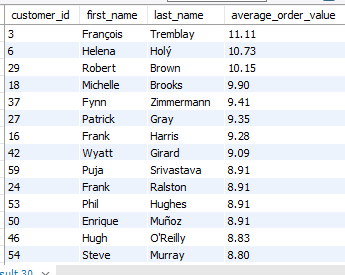 customer_id first_name last_name average_order_value
3 François Tremblay 11.11
6 Helena Holý 10.73
29 Robert Brown 10.15
18 Michelle Brooks 9.90
37 Fynn Zimmermann 9.41
27 Patrick Gray 9.35
16 Frank Harris 9.28
42 Wyatt Girard 9.09
59 Puja Srivastava 8.91
24 Frank Ralston 8.91
53 Phil Hughes 8.91
50 Enrique Muñoz 8.91
46 Hugh O'Reilly 8.83
54 Steve Murray 8.80
sult 30